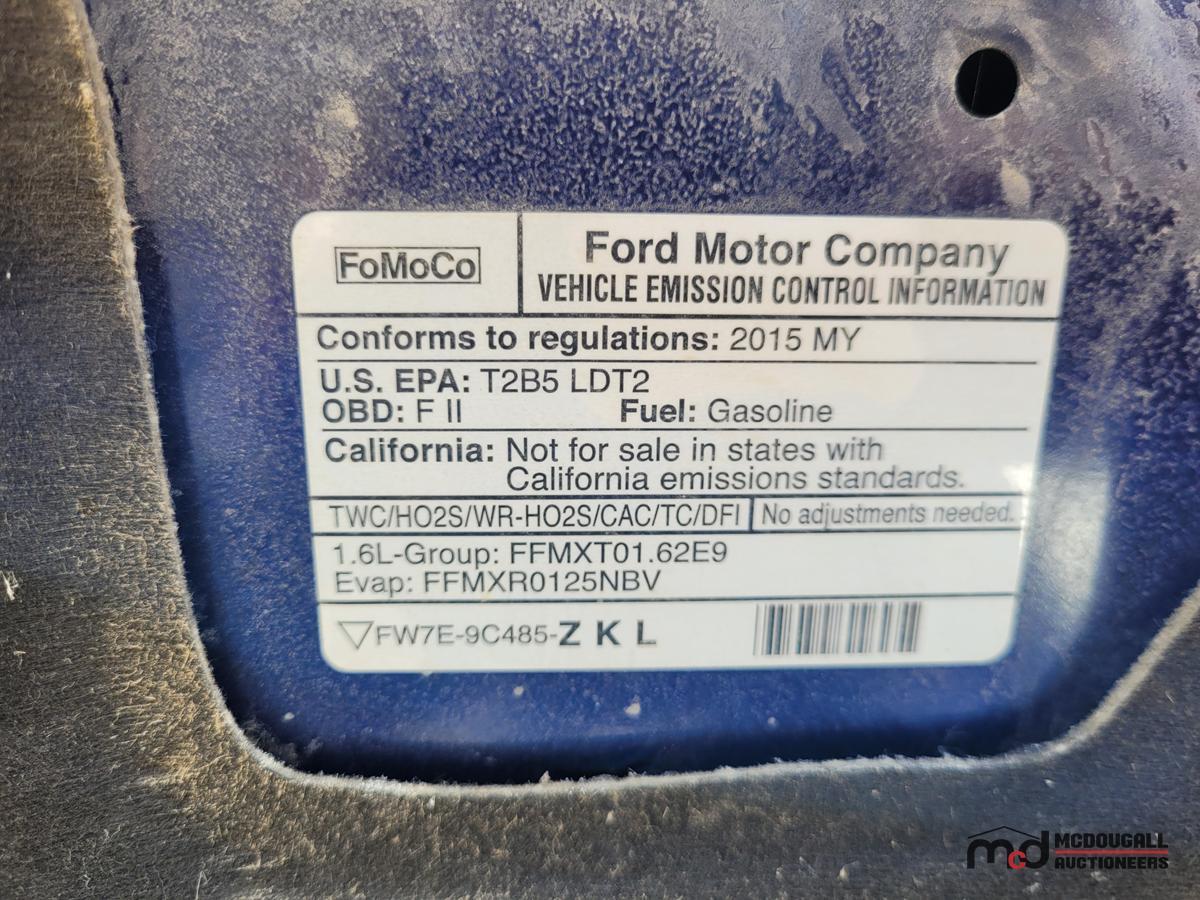 FoMoCo
Ford Motor Company
VEHICLE EMISSION CONTROL INFORMATION
Conforms to regulations: 2015 MY
U.S. EPA: T2B5 LDT2
OBD: F II Fuel: Gasoline
California: Not for sale in states with
California emissions standards.
TWC/HO2S/WR-HO2S/CAC/TC/DFI No adjustments needed.
1.6L-Group: FFMXT01.62E9
Evap: FFMXR0125NBV
FW7E-9C485-Z K L
mcd MCDOUGALL
AUCTIONEERS